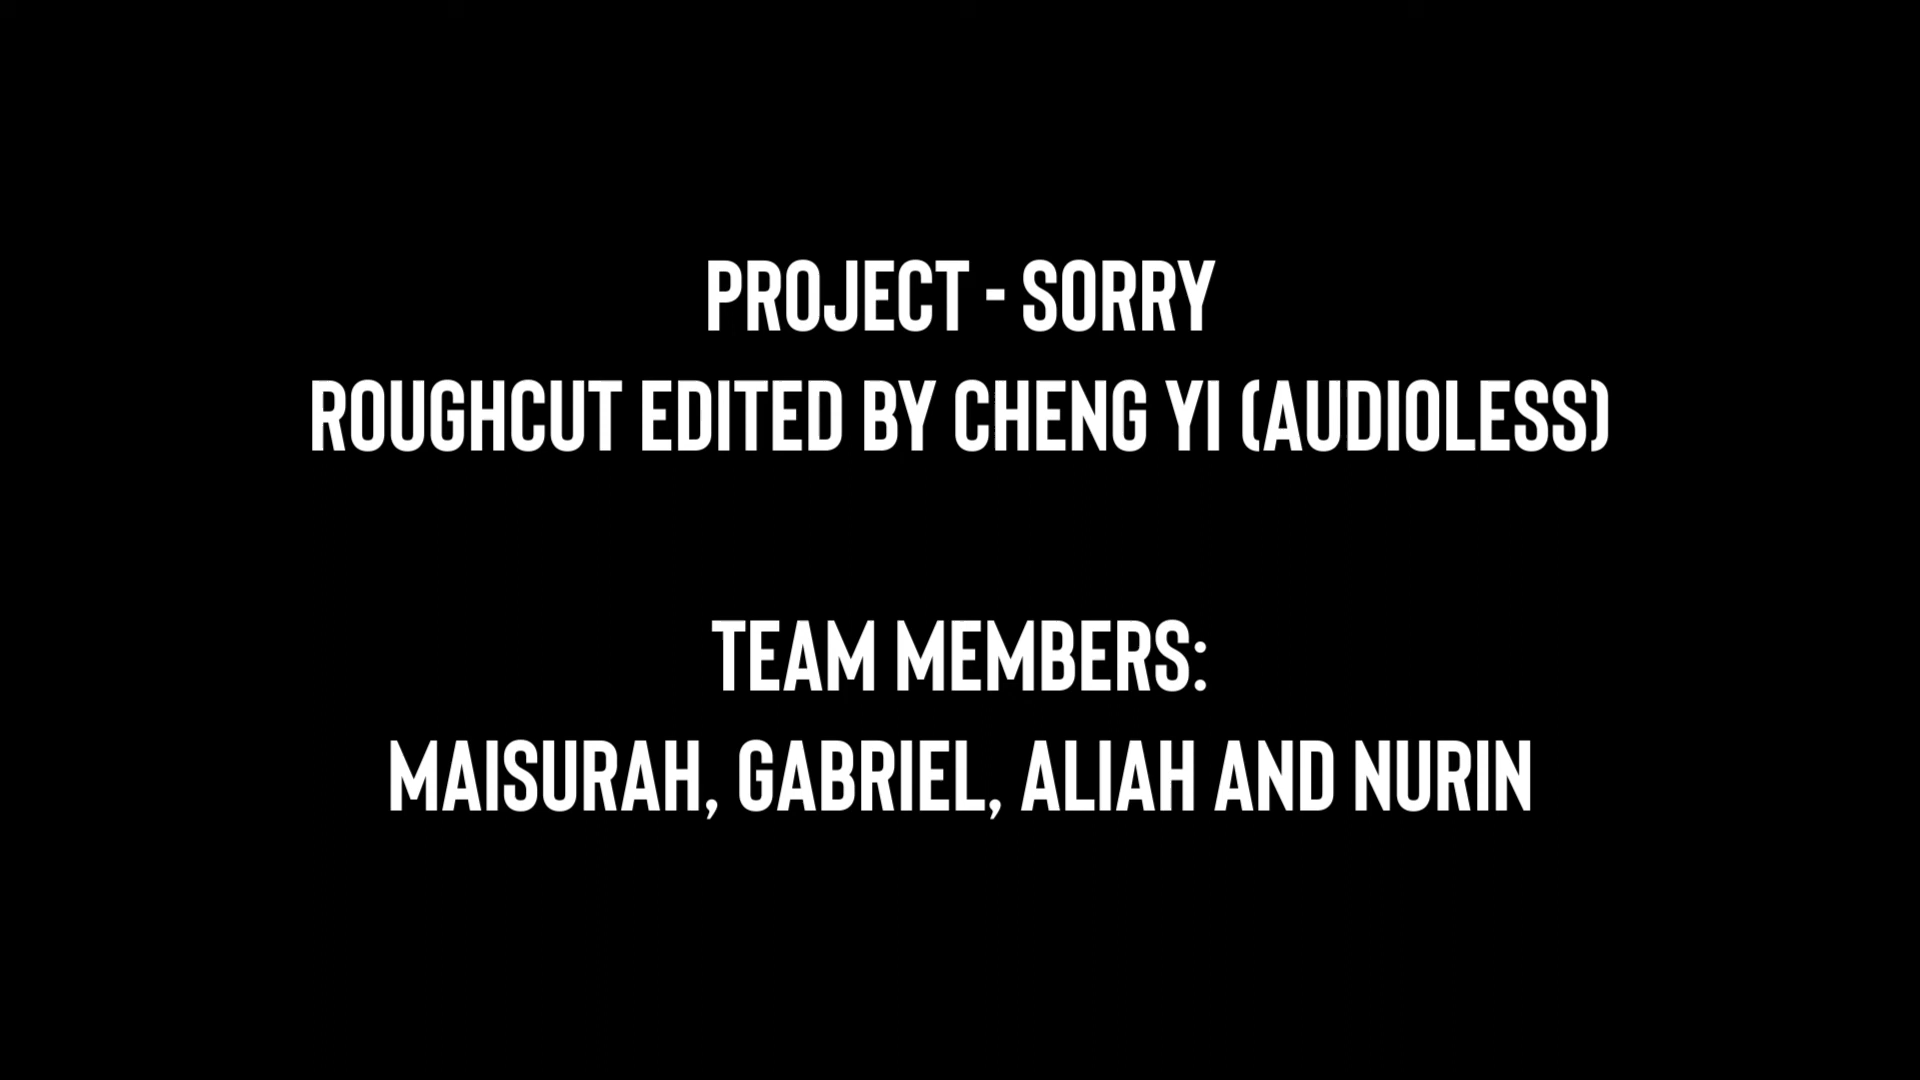 PROJECT - SORRY
ROUGHCUT EDITED BY CHENG YI (AUDIOLESS)
TEAM MEMBERS:
MAISURAH, GABRIEL, ALIAH AND NURIN